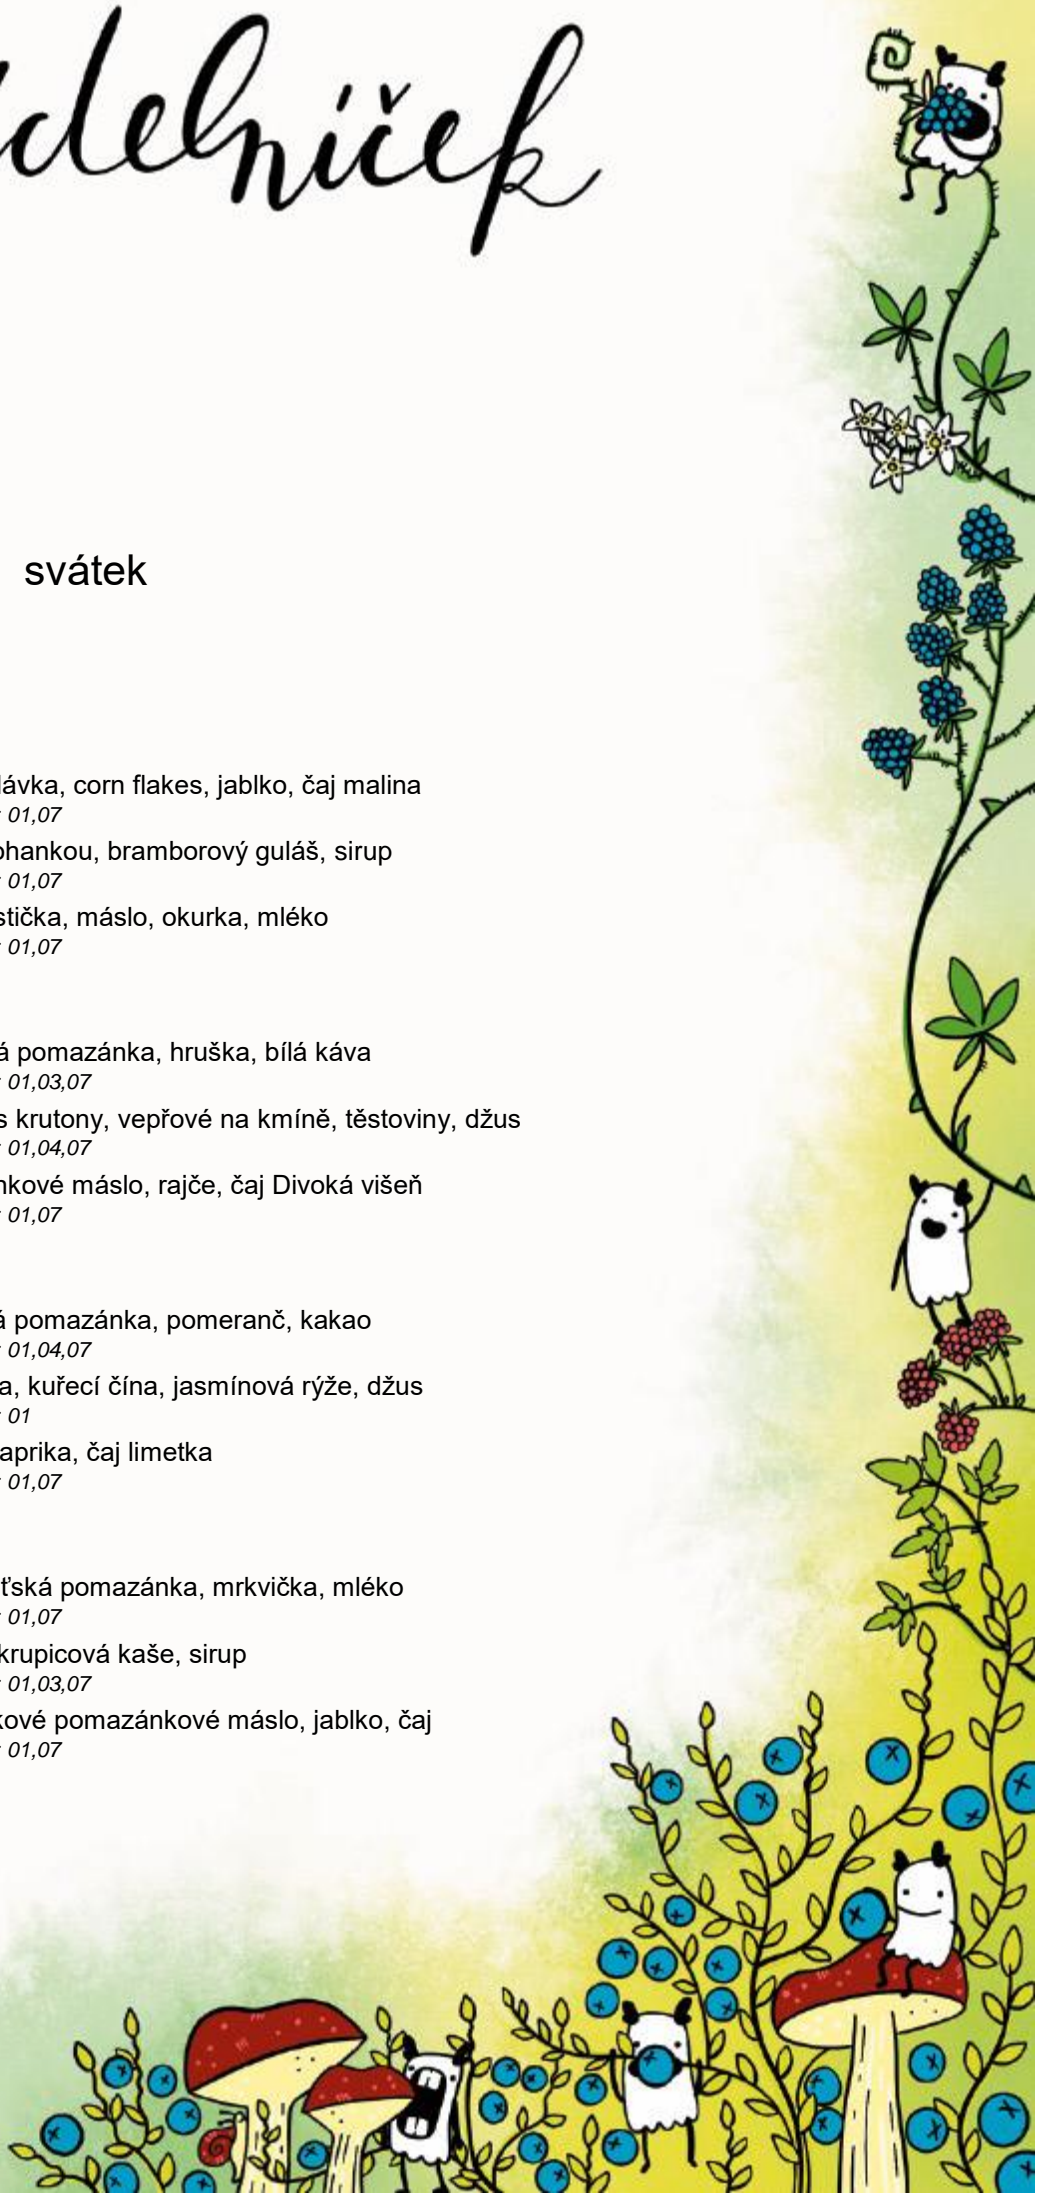 delníček
svátek
lávka, corn flakes, jablko, čaj malina
: 01,07
ohankou, bramborový guláš, sirup
: 01,07
stička, máslo, okurka, mléko
: 01,07
á pomazánka, hruška, bílá káva
: 01,03,07
s krutony, vepřové na kmíně, těstoviny, džus
: 01,04,07
nkové máslo, rajče, čaj Divoká višeň
: 01,07
á pomazánka, pomeranč, kakao
: 01,04,07
a, kuřecí čína, jasmínová rýže, džus
: 01
aprika, čaj limetka
: 01,07
ťská pomazánka, mrkvička, mléko
: 01,07
krupicová kaše, sirup
: 01,03,07
kové pomazánkové máslo, jablko, čaj
: 01,07